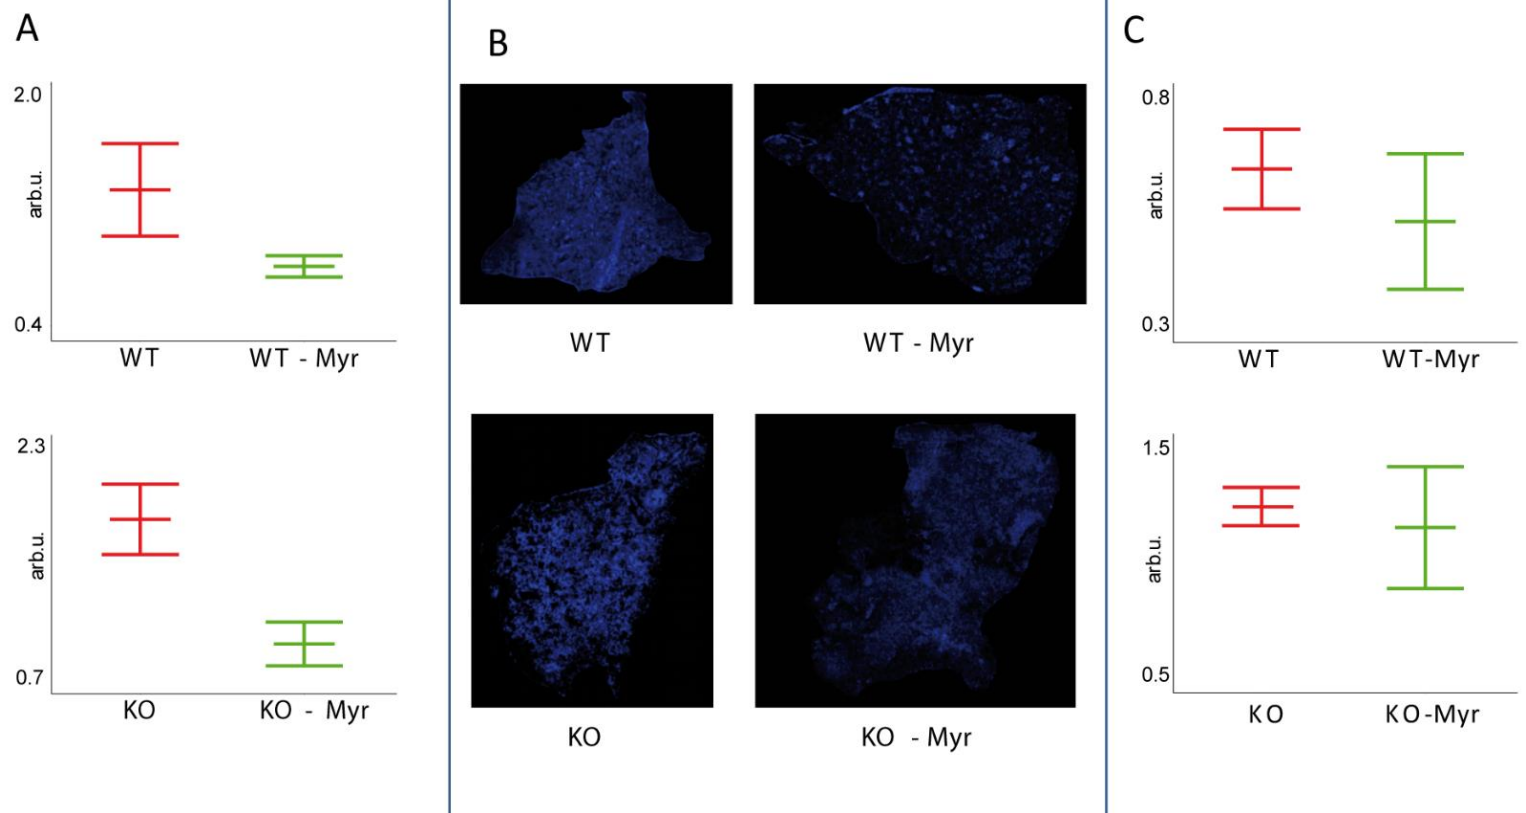 A
2.0
arb.u.
0.4
WT
WT - Myr
2.3
arb.u.
0.7
KO
KO - Myr
B
WT
WT - Myr
KO
KO - Myr
C
0.8
arb.u.
0.3
WT
WT-Myr
1.5
arb.u.
0.5
KO
KO-Myr